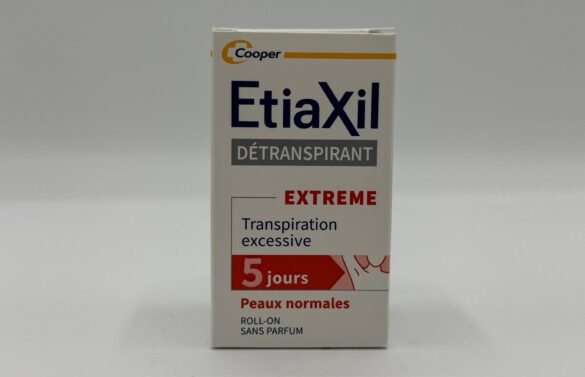 Cooper
EtiaXil
DÉTRANSPIRANT
EXTREME
Transpiration
excessive
5 jours
Peaux normales
ROLL-ON
SANS PARFUM